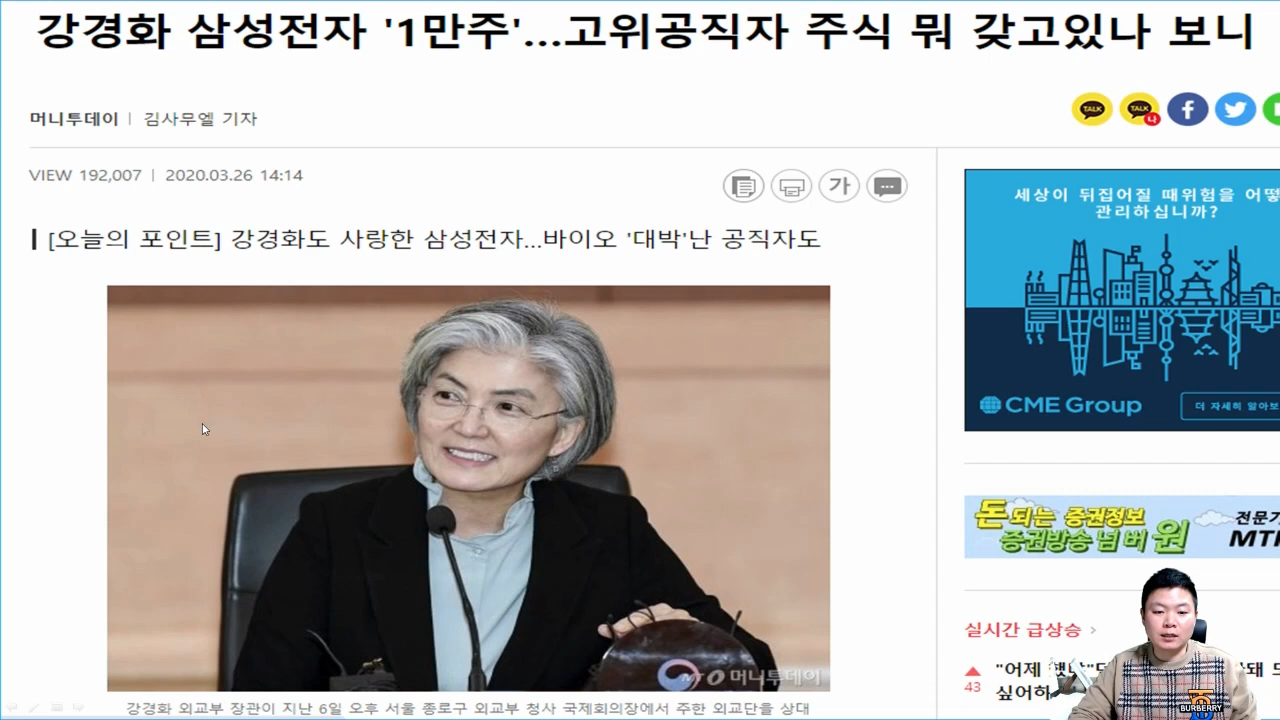 강경화 삼성전자 '1만주'...고위공직자 주식 뭐 갖고있나 보니
머니투데이 | 김사무엘 기자
TALK
TALK
나
VIEW 192,007 | 2020.03.26 14:14
가
[오늘의 포인트] 강경화도 사랑한 삼성전자...바이오 '대박'난 공직자도
세상이 뒤집어질 때위험을 어떻
관리하십니까?
CME Group
더 자세히 알아보
돈되는 증권정보
증권방송 넘버원
전문가
실시간 급상승 >
"어제
43
싶어하
머니투데이
BURBERRY
강경화 외교부 장관이 지난 6일 오후 서울 종로구 외교부 청사 국제회의장에서 주한 외교단을 상대